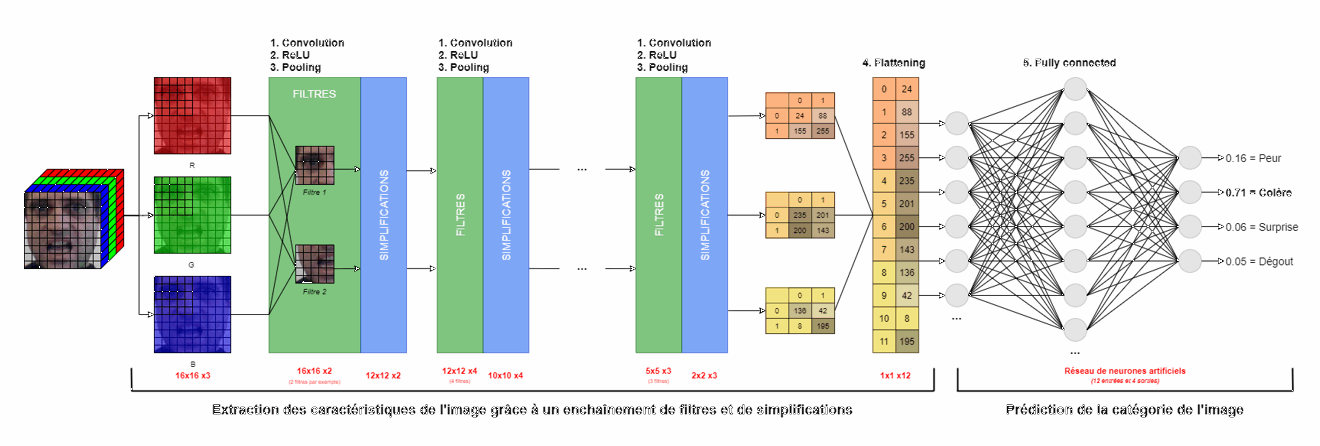 1. Convolution
2. ReLU
3. Pooling
1. Convolution
2. ReLU
3. Pooling
1. Convolution
2. ReLU
3. Pooling
4. Flattening
5. Fully connected
R
G
B
16x16 x3
FILTRES
Filtre 1
Filtre 2
16x16 x2
(2 filtres par exemple)
SIMPLIFICATIONS
12x12 x2
FILTRES
12x12 x4
(4 filtres)
SIMPLIFICATIONS
10x10 x4
...
...
FILTRES
5x5 x3
(3 filtres)
SIMPLIFICATIONS
2x2 x3
0 1
0 24 88
1 155 255
0 1
0 235 201
1 200 143
0 1
0 136 42
1 8 195
0 24
1 88
2 155
3 255
4 235
5 201
6 200
7 143
8 136
9 42
10 8
11 195
1x1 x12
...
...
0.16 = Peur
0.71 = Colère
0.06 = Surprise
0.05 = Dégout
Réseau de neurones artificiels
(12 entrées et 4 sorties)
Extraction des caractéristiques de l'image grâce à un enchainement de filtres et de simplifications
Prédiction de la catégorie de l'image